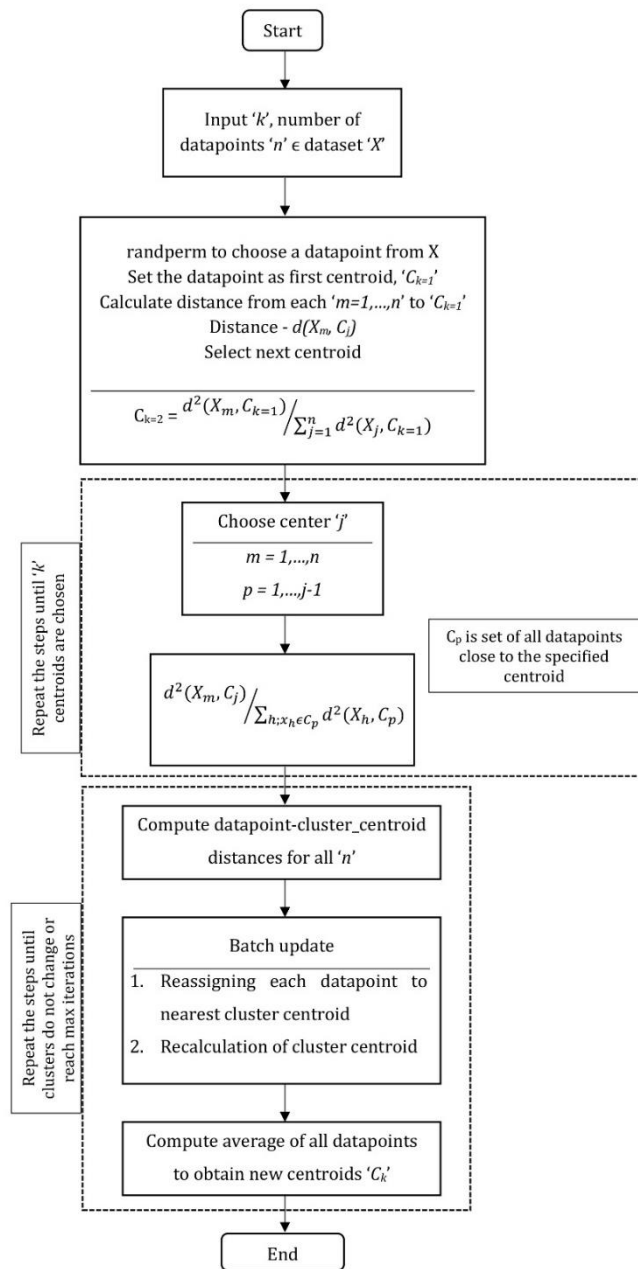 Start
Input ‘k’, number of
datapoints ‘n’ ϵ dataset ‘X’
randperm to choose a datapoint from X
Set the datapoint as first centroid, ‘Cₖ₌₁’
Calculate distance from each ‘m=1,...,n’ to ‘Cₖ₌₁’
Distance - d(Xₘ, Cⱼ)
Select next centroid
Cₖ₌₂ = d²(Xₘ, Cₖ₌₁)/∑ⱼ₌₁ⁿ d²(Xⱼ, Cₖ₌₁)
Repeat the steps until ‘k’
centroids are chosen
Choose center ‘j’
m = 1,...,n
p = 1,...,j-1
d²(Xₘ, Cⱼ)/∑h;xₕϵCₚ d²(Xₕ, Cₚ)
Cₚ is set of all datapoints
close to the specified
centroid
Repeat the steps until
clusters do not change or
reach max iterations
Compute datapoint-cluster_centroid
distances for all ‘n’
Batch update
1. Reassigning each datapoint to
nearest cluster centroid
2. Recalculation of cluster centroid
Compute average of all datapoints
to obtain new centroids ‘Cₖ’
End